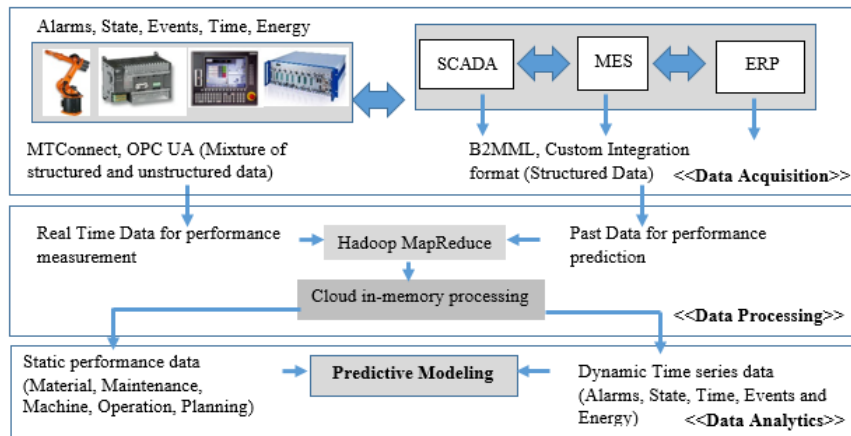 Alarms, State, Events, Time, Energy
SCADA
MES
ERP
MTConnect, OPC UA (Mixture of
structured and unstructured data)
B2MML, Custom Integration
format (Structured Data)
<<Data Acquisition>>
Real Time Data for performance
measurement
Hadoop MapReduce
Past Data for performance
prediction
Cloud in-memory processing
<<Data Processing>>
Static performance data
(Material, Maintenance,
Machine, Operation, Planning)
Predictive Modeling
Dynamic Time series data
(Alarms, State, Time, Events and
Energy)
<<Data Analytics>>